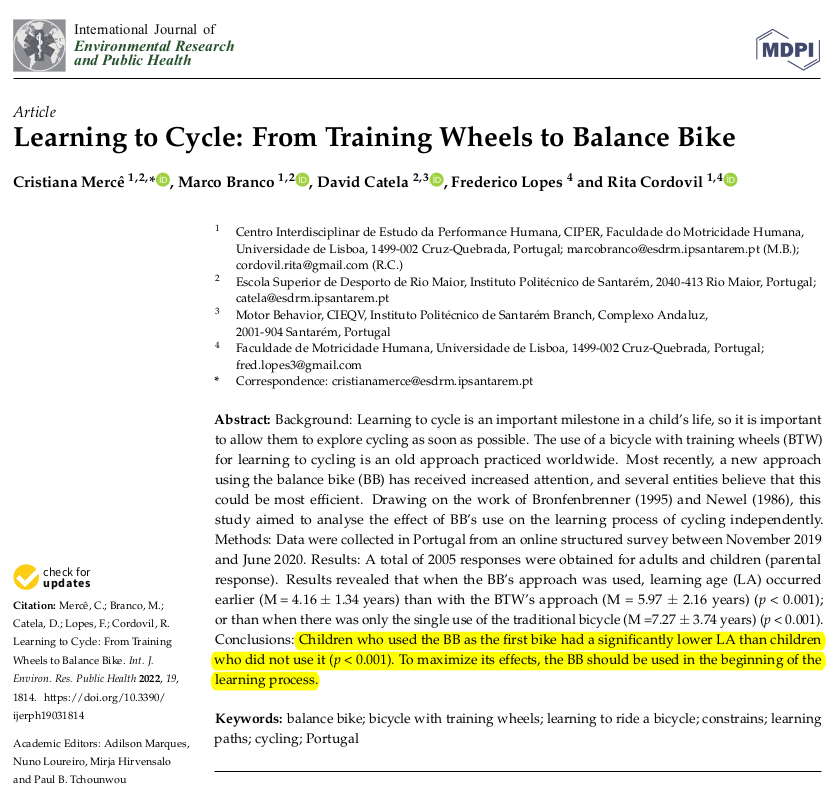 International Journal of
Environmental Research
and Public Health
MDPI
Article
Learning to Cycle: From Training Wheels to Balance Bike
Cristiana Mercê 1,2,* iD, Marco Branco 1,2 iD, David Catela 2,3 iD, Frederico Lopes 4 and Rita Cordovil 1,4 iD
1 Centro Interdisciplinar de Estudo da Performance Humana, CIPER, Faculdade do Motricidade Humana,
Universidade de Lisboa, 1499-002 Cruz-Quebrada, Portugal; marcobranco@esdrm.ipsantarem.pt (M.B.);
cordovil.rita@gmail.com (R.C.)
2 Escola Superior de Desporto de Rio Maior, Instituto Politécnico de Santarém, 2040-413 Rio Maior, Portugal;
catela@esdrm.ipsantarem.pt
3 Motor Behavior, CIEQV, Instituto Politécnico de Santarém Branch, Complexo Andaluz,
2001-904 Santarém, Portugal
4 Faculdade de Motricidade Humana, Universidade de Lisboa, 1499-002 Cruz-Quebrada, Portugal;
fred.lopes3@gmail.com
* Correspondence: cristianamerce@esdrm.ipsantarem.pt
Abstract: Background: Learning to cycle is an important milestone in a child's life, so it is important
to allow them to explore cycling as soon as possible. The use of a bicycle with training wheels (BTW)
for learning to cycling is an old approach practiced worldwide. Most recently, a new approach
using the balance bike (BB) has received increased attention, and several entities believe that this
could be most efficient. Drawing on the work of Bronfenbrenner (1995) and Newel (1986), this
study aimed to analyse the effect of BB's use on the learning process of cycling independently.
Methods: Data were collected in Portugal from an online structured survey between November 2019
and June 2020. Results: A total of 2005 responses were obtained for adults and children (parental
response). Results revealed that when the BB's approach was used, learning age (LA) occurred
earlier (M = 4.16 ± 1.34 years) than with the BTW's approach (M = 5.97 ± 2.16 years) (p < 0.001);
or than when there was only the single use of the traditional bicycle (M =7.27 ± 3.74 years) (p < 0.001).
Conclusions: Children who used the BB as the first bike had a significantly lower LA than children
who did not use it (p < 0.001). To maximize its effects, the BB should be used in the beginning of the
learning process.
Keywords: balance bike; bicycle with training wheels; learning to ride a bicycle; constrains; learning
paths; cycling; Portugal
check for
updates
Citation: Mercê, C.; Branco, M.;
Catela, D.; Lopes, F.; Cordovil, R.
Learning to Cycle: From Training
Wheels to Balance Bike. Int. J.
Environ. Res. Public Health 2022, 19,
1814. https://doi.org/10.3390/
ijerph19031814
Academic Editors: Adilson Marques,
Nuno Loureiro, Mirja Hirvensalo
and Paul B. Tchounwou